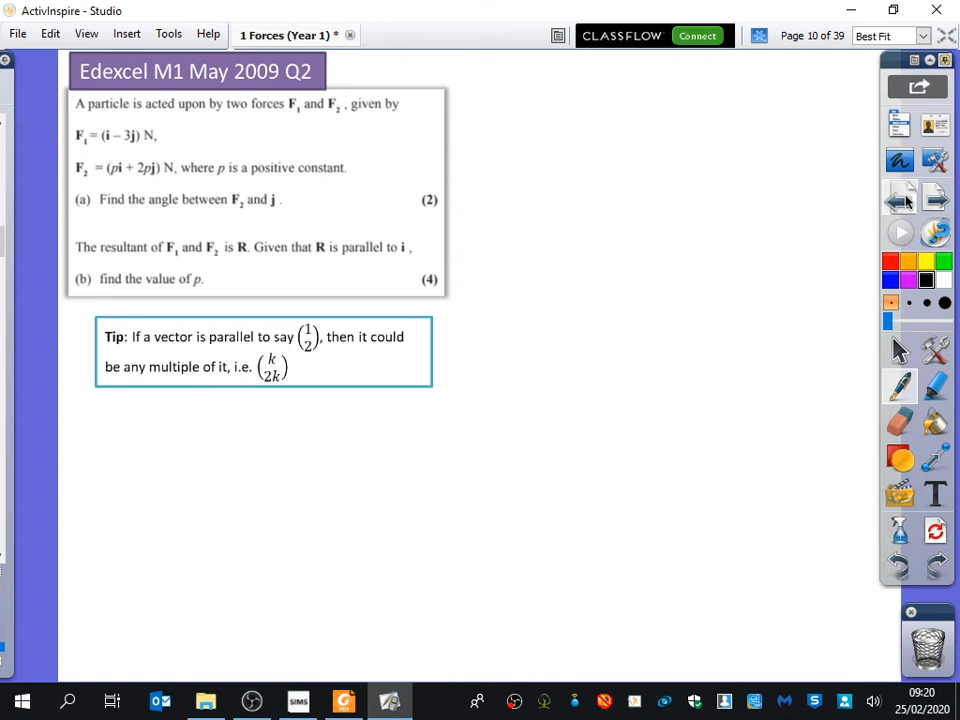 ActivInspire - Studio
File Edit View Insert Tools Help
1 Forces (Year 1) *
CLASSFLOW Connect
Page 10 of 39
Best Fit
Edexcel M1 May 2009 Q2
A particle is acted upon by two forces F₁ and F₂ , given by
F₁ = (i – 3j) N,
F₂ = (pi + 2pj) N, where p is a positive constant.
(a) Find the angle between F₂ and j . (2)
The resultant of F₁ and F₂ is R. Given that R is parallel to i ,
(b) find the value of p. (4)
Tip: If a vector is parallel to say (1 2), then it could
be any multiple of it, i.e. (k 2k)
SIMS
09:20
25/02/2020